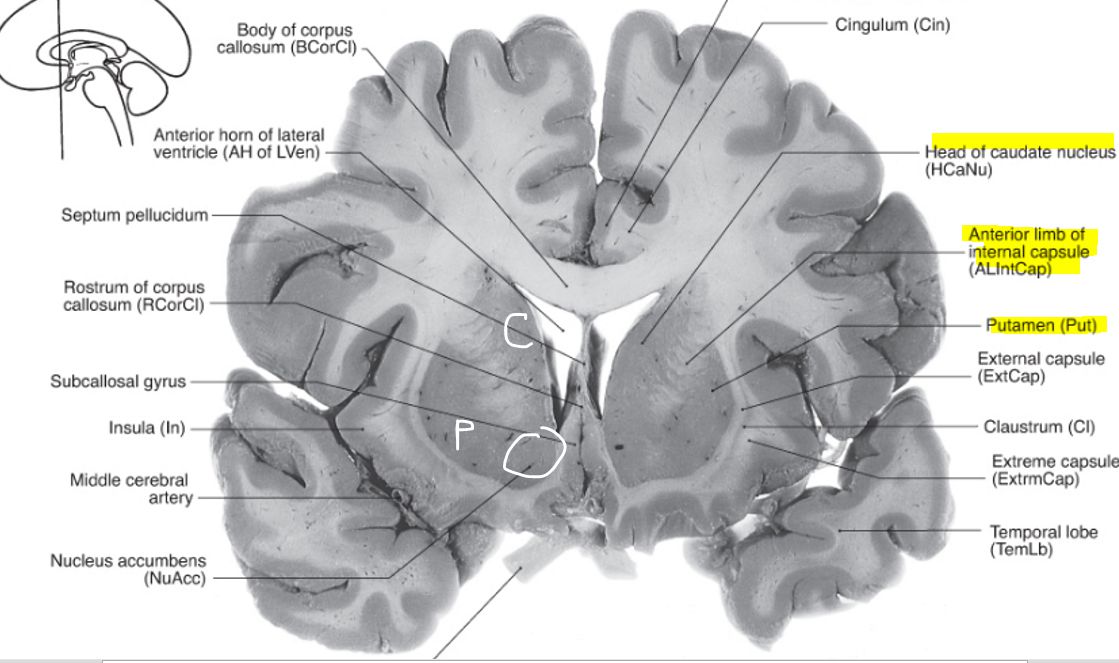 Body of corpus
callosum (BCorCl)
Cingulum (Cin)
Anterior horn of lateral
ventricle (AH of LVen)
Head of caudate nucleus
(HCaNu)
Septum pellucidum
Anterior limb of
internal capsule
(ALIntCap)
Rostrum of corpus
callosum (RCorCl)
C
Putamen (Put)
External capsule
(ExtCap)
Subcallosal gyrus
Insula (In)
P
Claustrum (Cl)
Extreme capsule
(ExtrmCap)
Middle cerebral
artery
Temporal lobe
(TemLb)
Nucleus accumbens
(NuAcc)